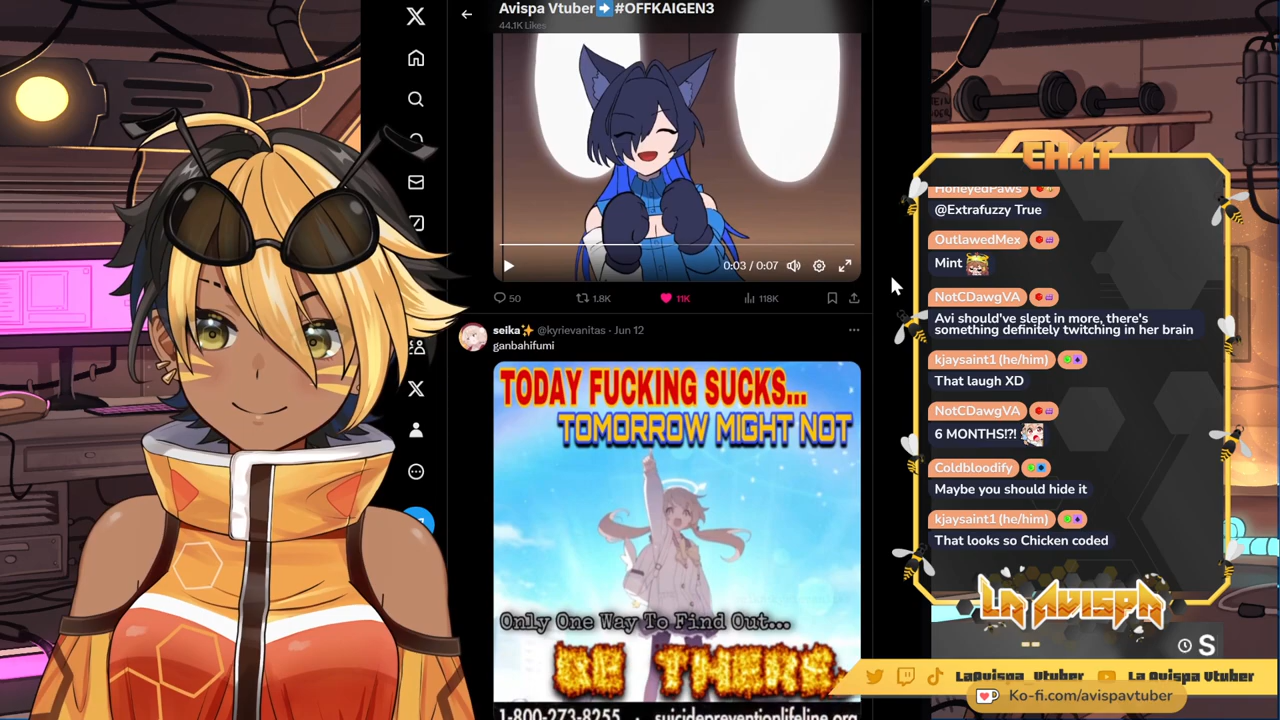 Avispa Vtuber➡️#OFFKAIGEN3
44.1K Likes
0:03 / 0:07
50
1.8K
11K
118K
seika✨ @kyrievanitas · Jun 12
ganbahifumi
TODAY FUCKING SUCKS...
TOMORROW MIGHT NOT
Only One Way To Find Out...
BE THERE.
1-800-273-8255 · suicidepreventionlifeline.org
CHAT
HoneyedPaws
@Extrafuzzy True
OutlawedMex
Mint
NotCDawgVA
Avi should've slept in more, there's
something definitely twitching in her brain
kjaysaint1 (he/him)
That laugh XD
NotCDawgVA
6 MONTHS!?!
Coldbloodify
Maybe you should hide it
kjaysaint1 (he/him)
That looks so Chicken coded
LA AVISPA
S
LaAvispa_Vtuber
La Avispa Vtuber
Ko-fi.com/avispavtuber